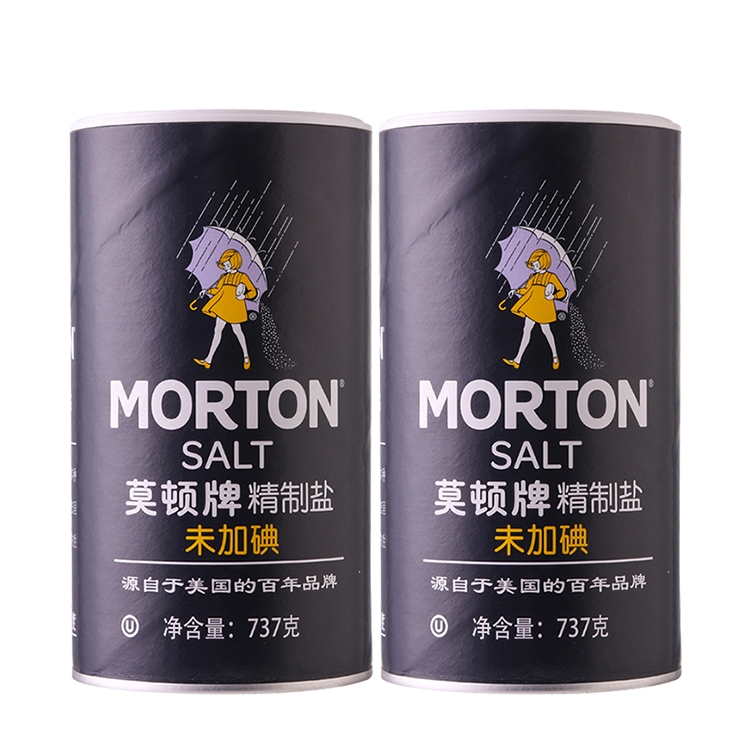 MORTON®
SALT
莫顿牌 精制盐
未加碘
源自于美国的百年品牌
U 净含量：737克
MORTON®
SALT
莫顿牌 精制盐
未加碘
源自于美国的百年品牌
U 净含量：737克